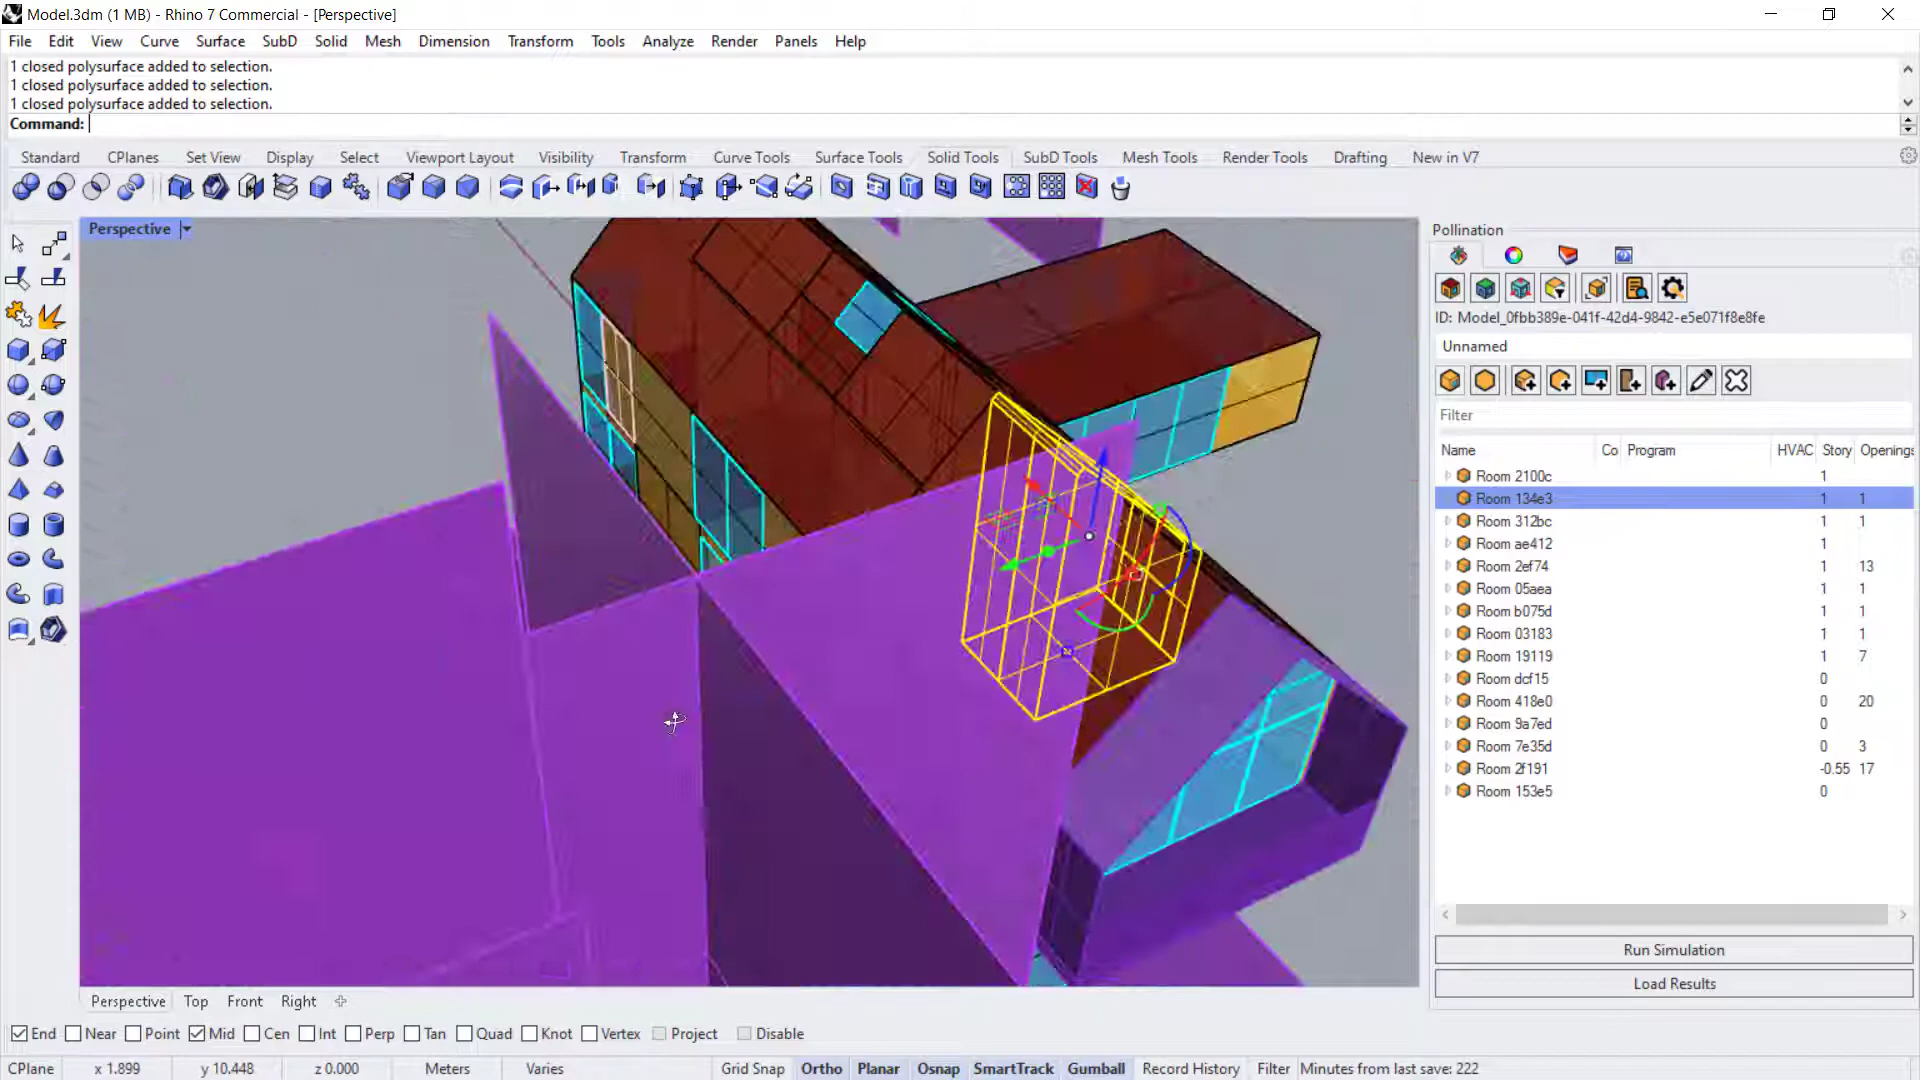 Model.3dm (1 MB) - Rhino 7 Commercial - [Perspective]
File Edit View Curve Surface SubD Solid Mesh Dimension Transform Tools Analyze Render Panels Help
1 closed polysurface added to selection.
1 closed polysurface added to selection.
1 closed polysurface added to selection.
Command:
Standard CPlanes Set View Display Select Viewport Layout Visibility Transform Curve Tools Surface Tools Solid Tools SubD Tools Mesh Tools Render Tools Drafting New in V7
Perspective
Pollination
ID: Model_0fbb389e-041f-42d4-9842-e5e071f8e8fe
Unnamed
Filter
Name Co Program HVAC Story Openings
Room 2100c 1
Room 134e3 1 1
Room 312bc 1 1
Room ae412 1
Room 2ef74 1 13
Room 05aea 1 1
Room b075d 1 1
Room 03183 1 1
Room 19119 1 7
Room dcf15 0
Room 418e0 0 20
Room 9a7ed 0
Room 7e35d 0 3
Room 2f191 -0.55 17
Room 153e5 0
Run Simulation
Load Results
Perspective Top Front Right
End Near Point Mid Cen Int Perp Tan Quad Knot Vertex Project Disable
CPlane x 1.899 y 10.448 z 0.000 Meters Varies Grid Snap Ortho Planar Osnap SmartTrack Gumball Record History Filter Minutes from last save: 222